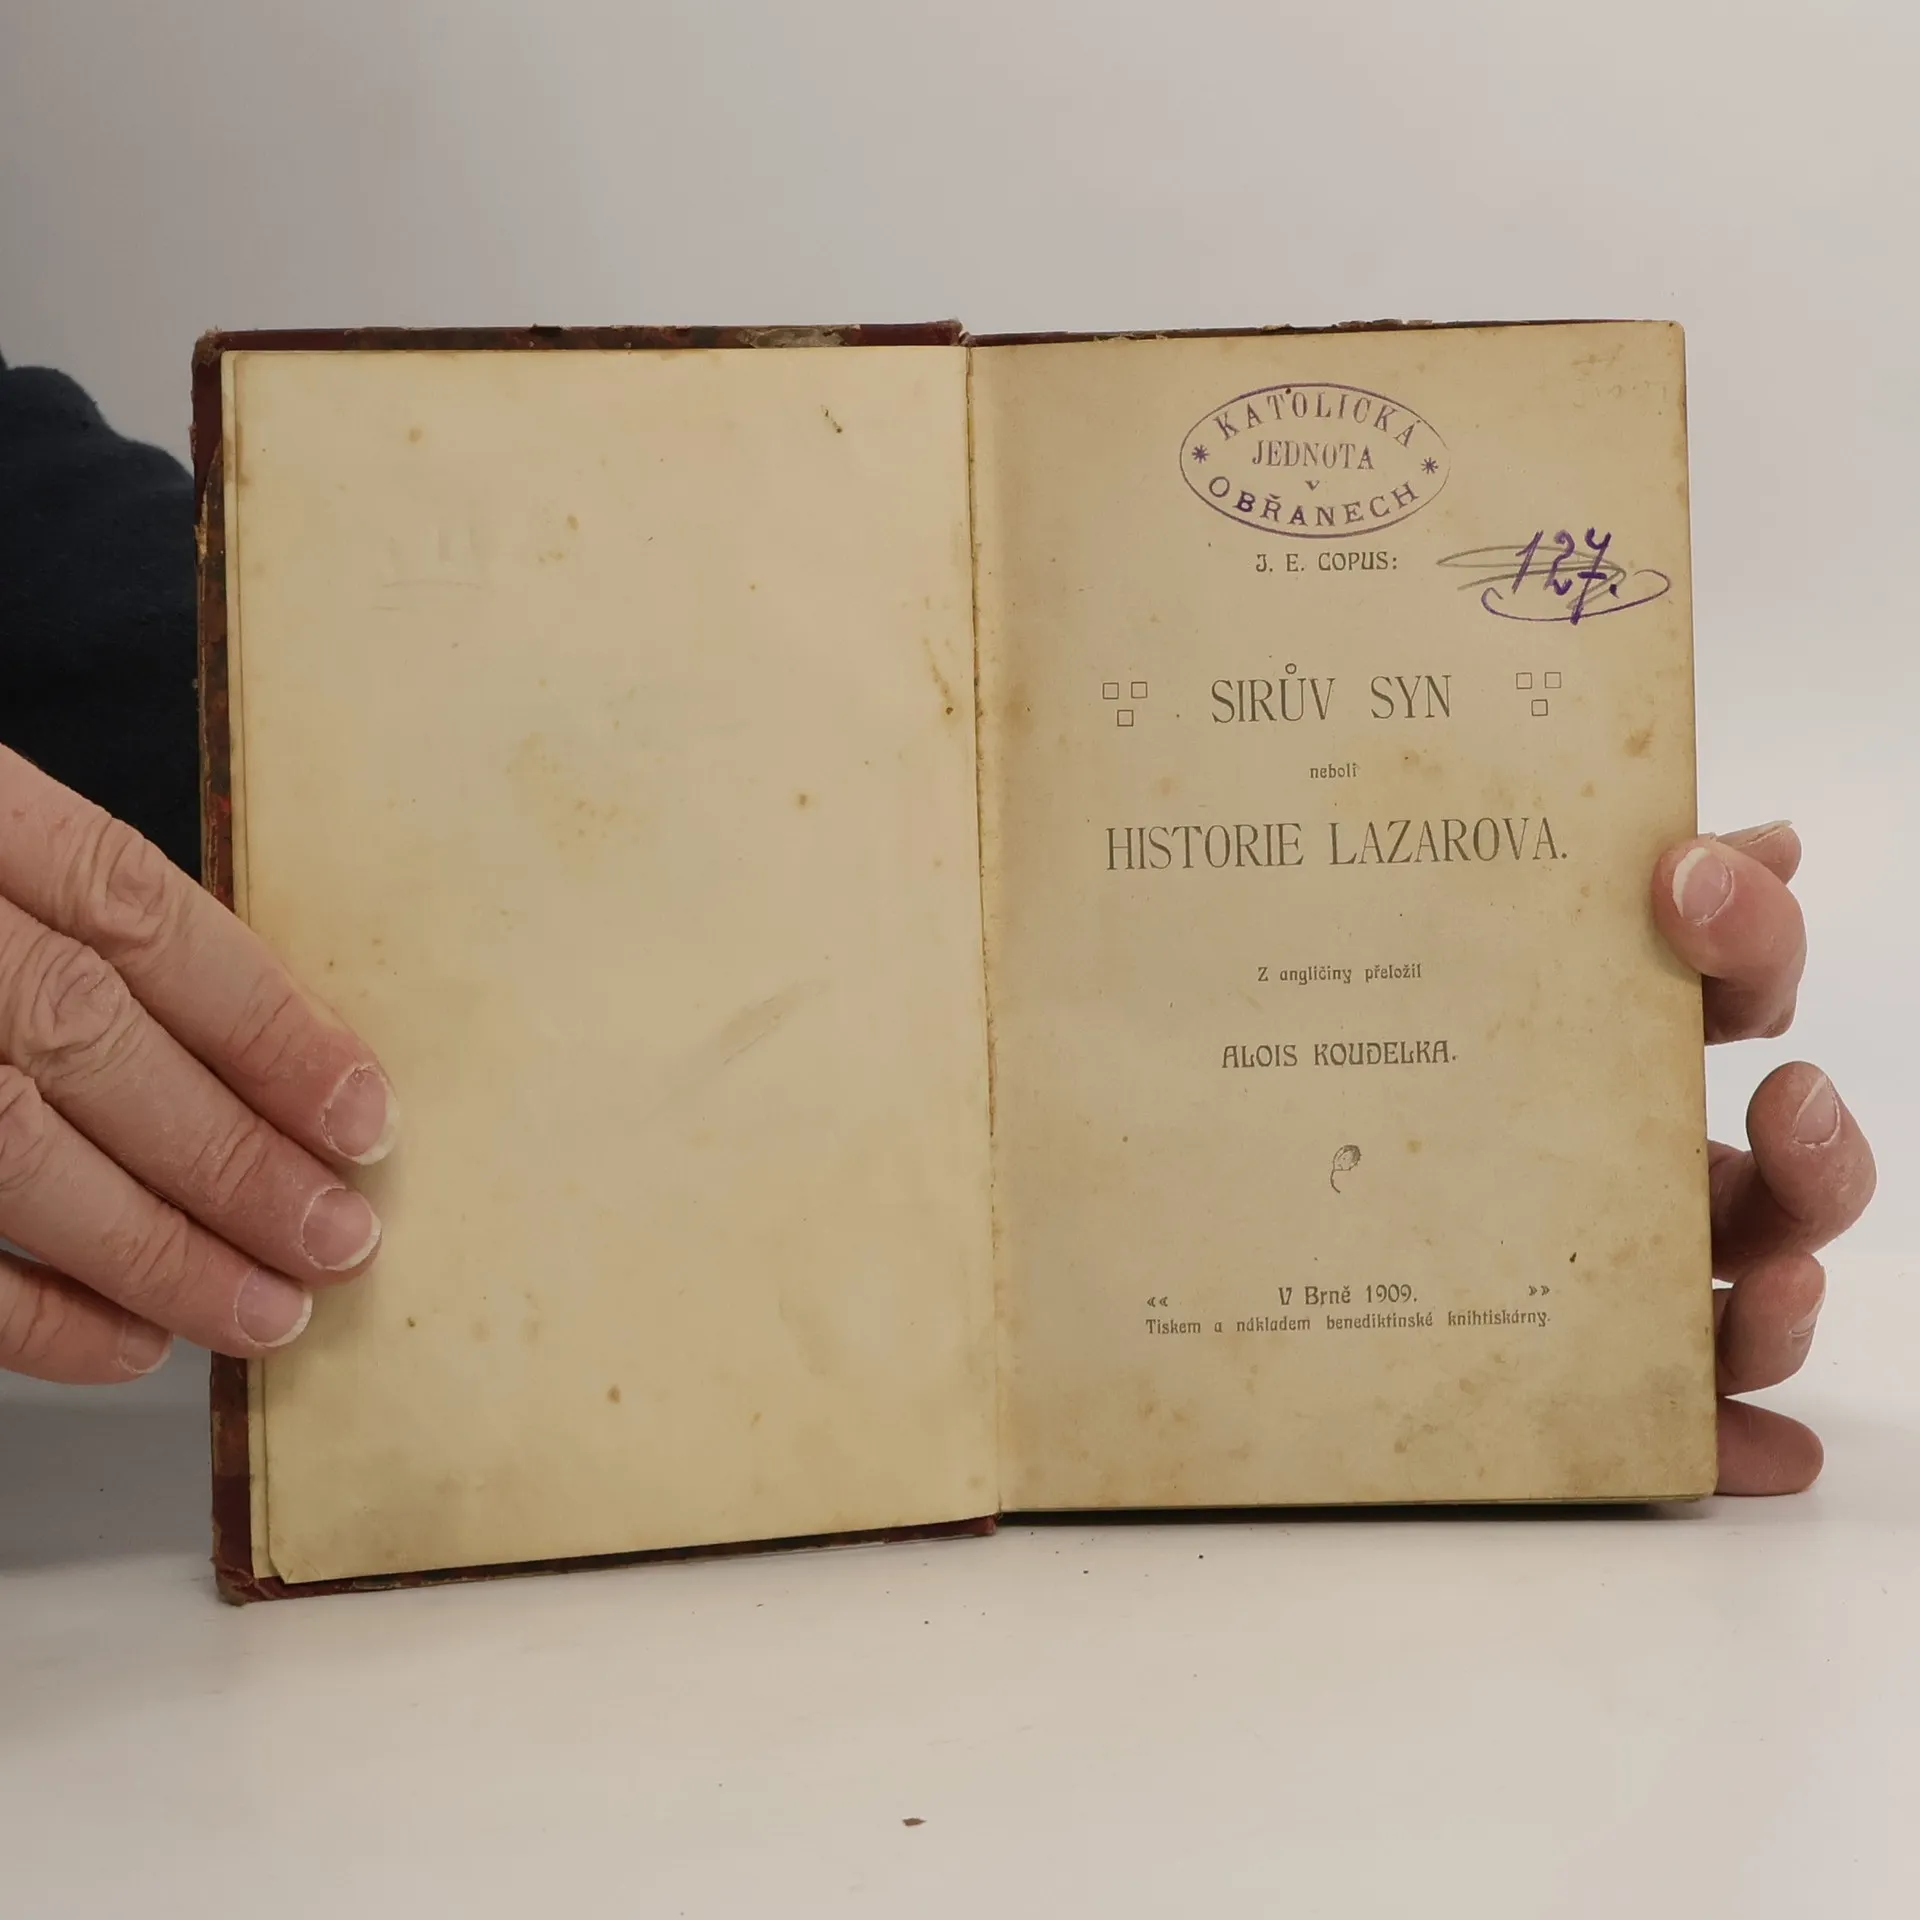 KATOLICKÁ
JEDNOTA
v
OBŘANECH
J. E. COPUS:
127.
SIRŮV SYN
neboli
HISTORIE LAZAROVA.
Z angličiny přeložil
ALOIS KOUDELKA.
«« V Brně 1909. »»
Tiskem a nákladem benediktinské knihtiskárny.